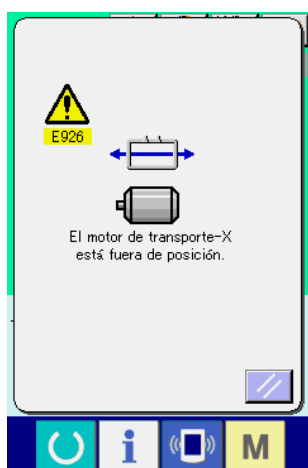 E926
El motor de transporte-X
está fuera de posición.
i
M